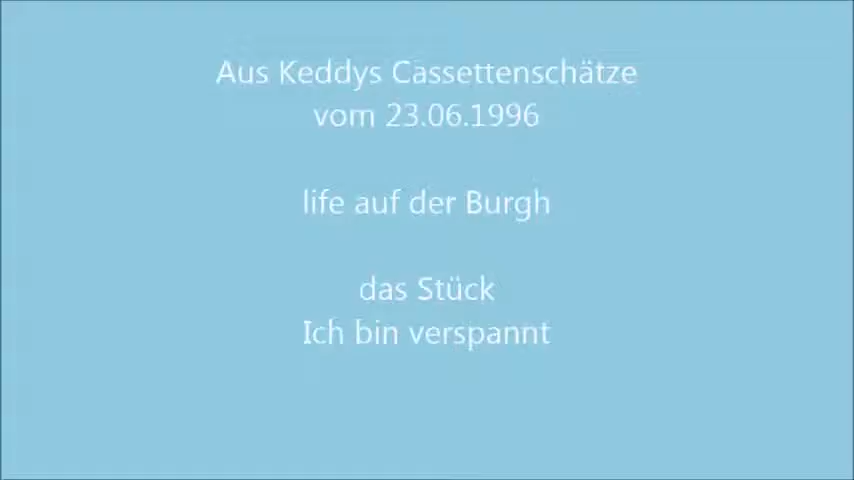 Aus Keddys Cassettenschätze
vom 23.06.1996
life auf der Burgh
das Stück
Ich bin verspannt